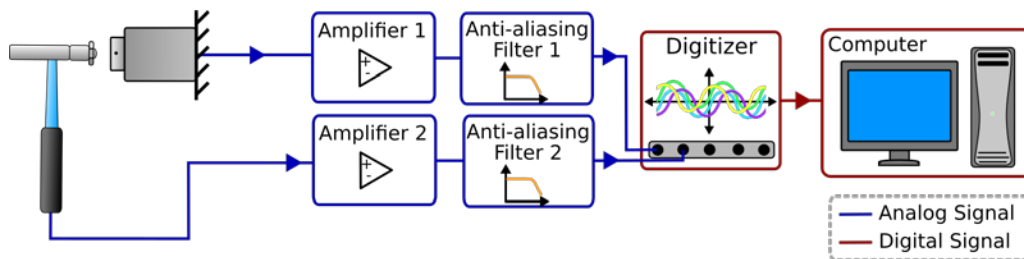 Amplifier 1
+
-
Anti-aliasing
Filter 1
Digitizer
Computer
Amplifier 2
+
-
Anti-aliasing
Filter 2
Analog Signal
Digital Signal